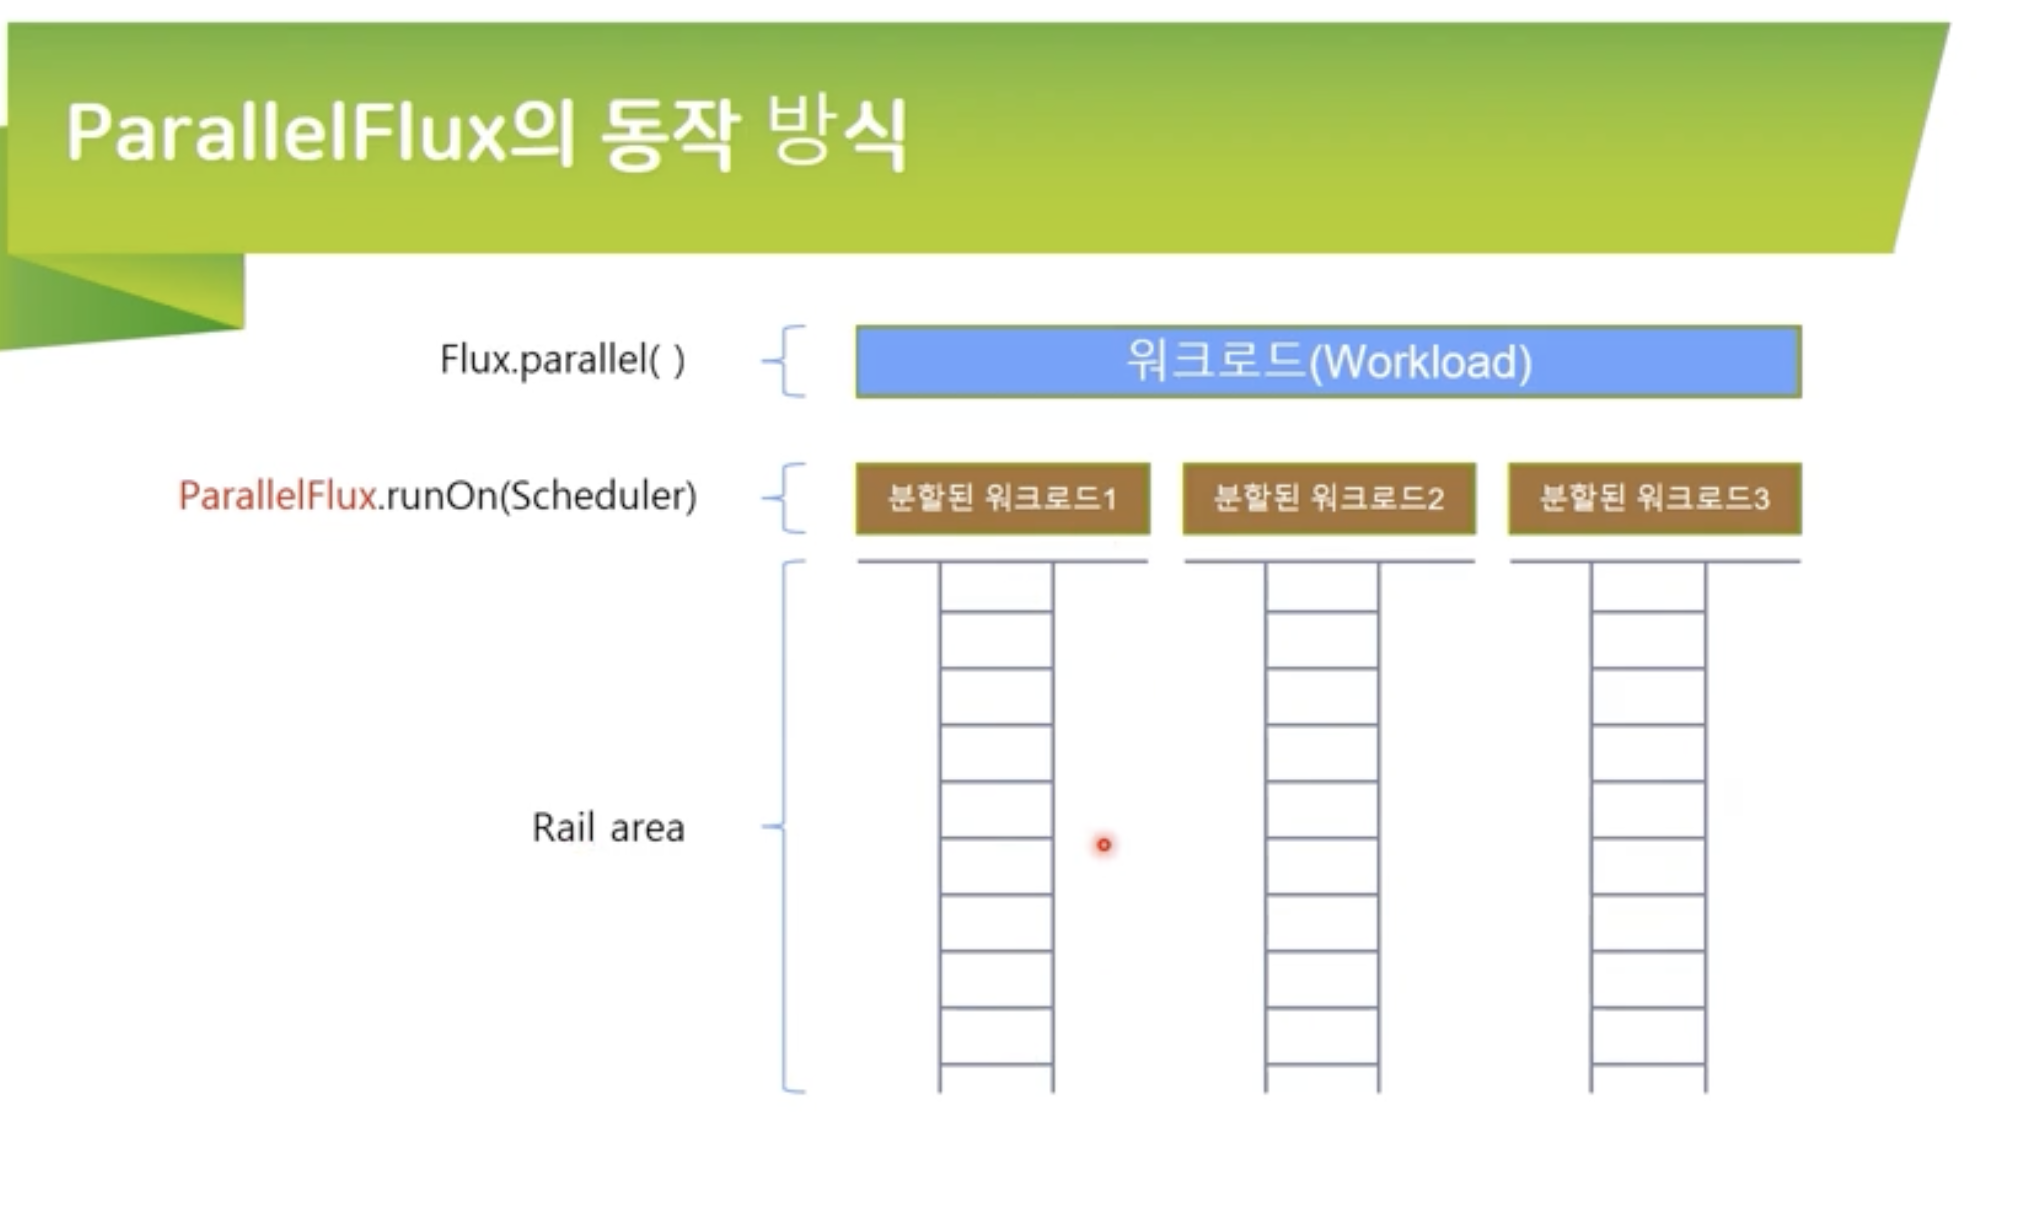 ParallelFlux의 동작 방식
Flux.parallel( )
워크로드(Workload)
ParallelFlux.runOn(Scheduler)
분할된 워크로드1
분할된 워크로드2
분할된 워크로드3
Rail area